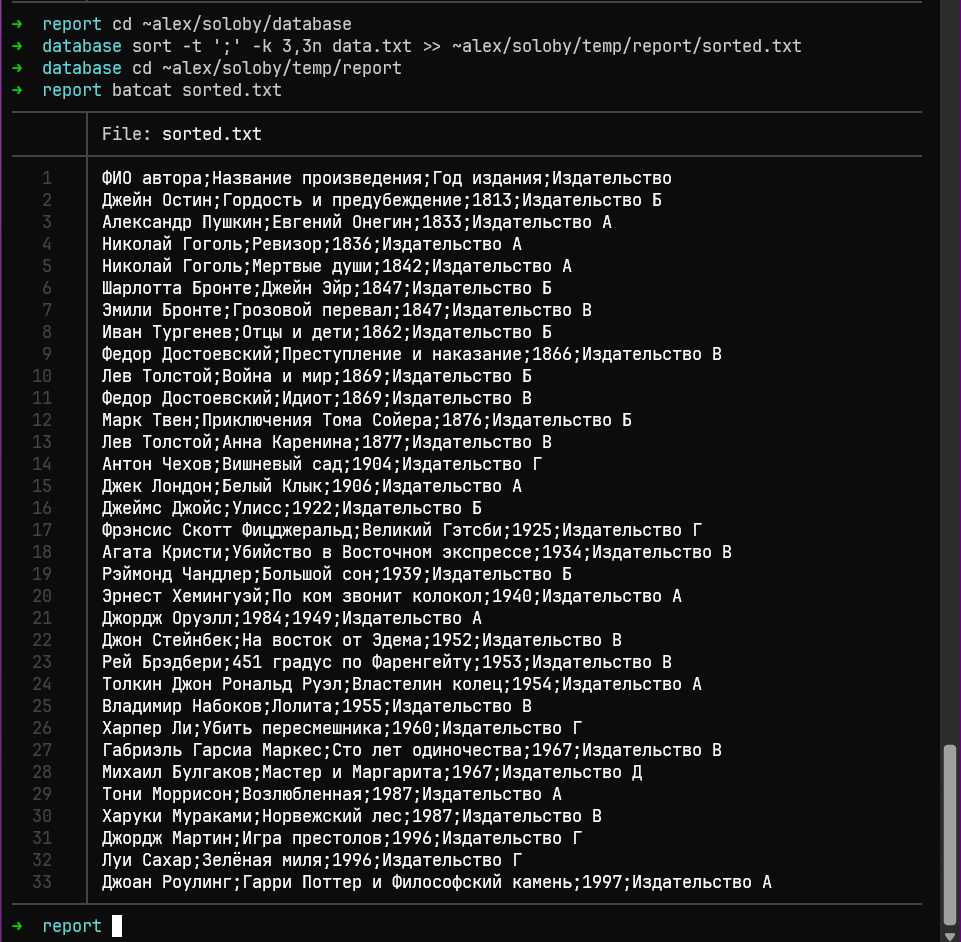 ➜ report cd ~alex/soloby/database
➜ database sort -t ';' -k 3,3n data.txt >> ~alex/soloby/temp/report/sorted.txt
➜ database cd ~alex/soloby/temp/report
➜ report batcat sorted.txt
File: sorted.txt
1 ФИО автора;Название произведения;Год издания;Издательство
2 Джейн Остин;Гордость и предубеждение;1813;Издательство Б
3 Александр Пушкин;Евгений Онегин;1833;Издательство А
4 Николай Гоголь;Ревизор;1836;Издательство А
5 Николай Гоголь;Мертвые души;1842;Издательство А
6 Шарлотта Бронте;Джейн Эйр;1847;Издательство Б
7 Эмили Бронте;Грозовой перевал;1847;Издательство В
8 Иван Тургенев;Отцы и дети;1862;Издательство Б
9 Федор Достоевский;Преступление и наказание;1866;Издательство В
10 Лев Толстой;Война и мир;1869;Издательство Б
11 Федор Достоевский;Идиот;1869;Издательство В
12 Марк Твен;Приключения Тома Сойера;1876;Издательство Б
13 Лев Толстой;Анна Каренина;1877;Издательство В
14 Антон Чехов;Вишневый сад;1904;Издательство Г
15 Джек Лондон;Белый Клык;1906;Издательство А
16 Джеймс Джойс;Улисс;1922;Издательство Б
17 Фрэнсис Скотт Фицджеральд;Великий Гэтсби;1925;Издательство Г
18 Агата Кристи;Убийство в Восточном экспрессе;1934;Издательство В
19 Рэймонд Чандлер;Большой сон;1939;Издательство Б
20 Эрнест Хемингуэй;По ком звонит колокол;1940;Издательство А
21 Джордж Оруэлл;1984;1949;Издательство А
22 Джон Стейнбек;На восток от Эдема;1952;Издательство В
23 Рей Брэдбери;451 градус по Фаренгейту;1953;Издательство В
24 Толкин Джон Рональд Руэл;Властелин колец;1954;Издательство А
25 Владимир Набоков;Лолита;1955;Издательство В
26 Харпер Ли;Убить пересмешника;1960;Издательство Г
27 Габриэль Гарсиа Маркес;Сто лет одиночества;1967;Издательство В
28 Михаил Булгаков;Мастер и Маргарита;1967;Издательство Д
29 Тони Моррисон;Возлюбленная;1987;Издательство А
30 Харуки Мураками;Норвежский лес;1987;Издательство В
31 Джордж Мартин;Игра престолов;1996;Издательство Г
32 Луи Сахар;Зелёная миля;1996;Издательство Г
33 Джоан Роулинг;Гарри Поттер и Философский камень;1997;Издательство А
➜ report